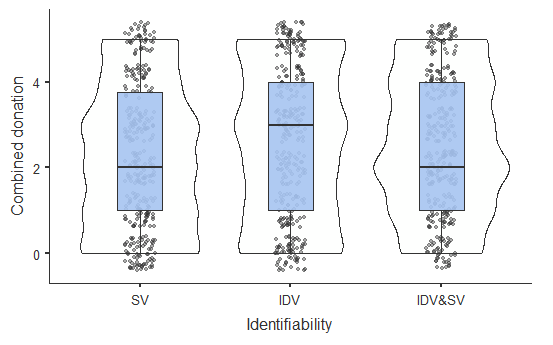 Combined donation
4
2
0
SV
IDV
IDV&SV
Identifiability